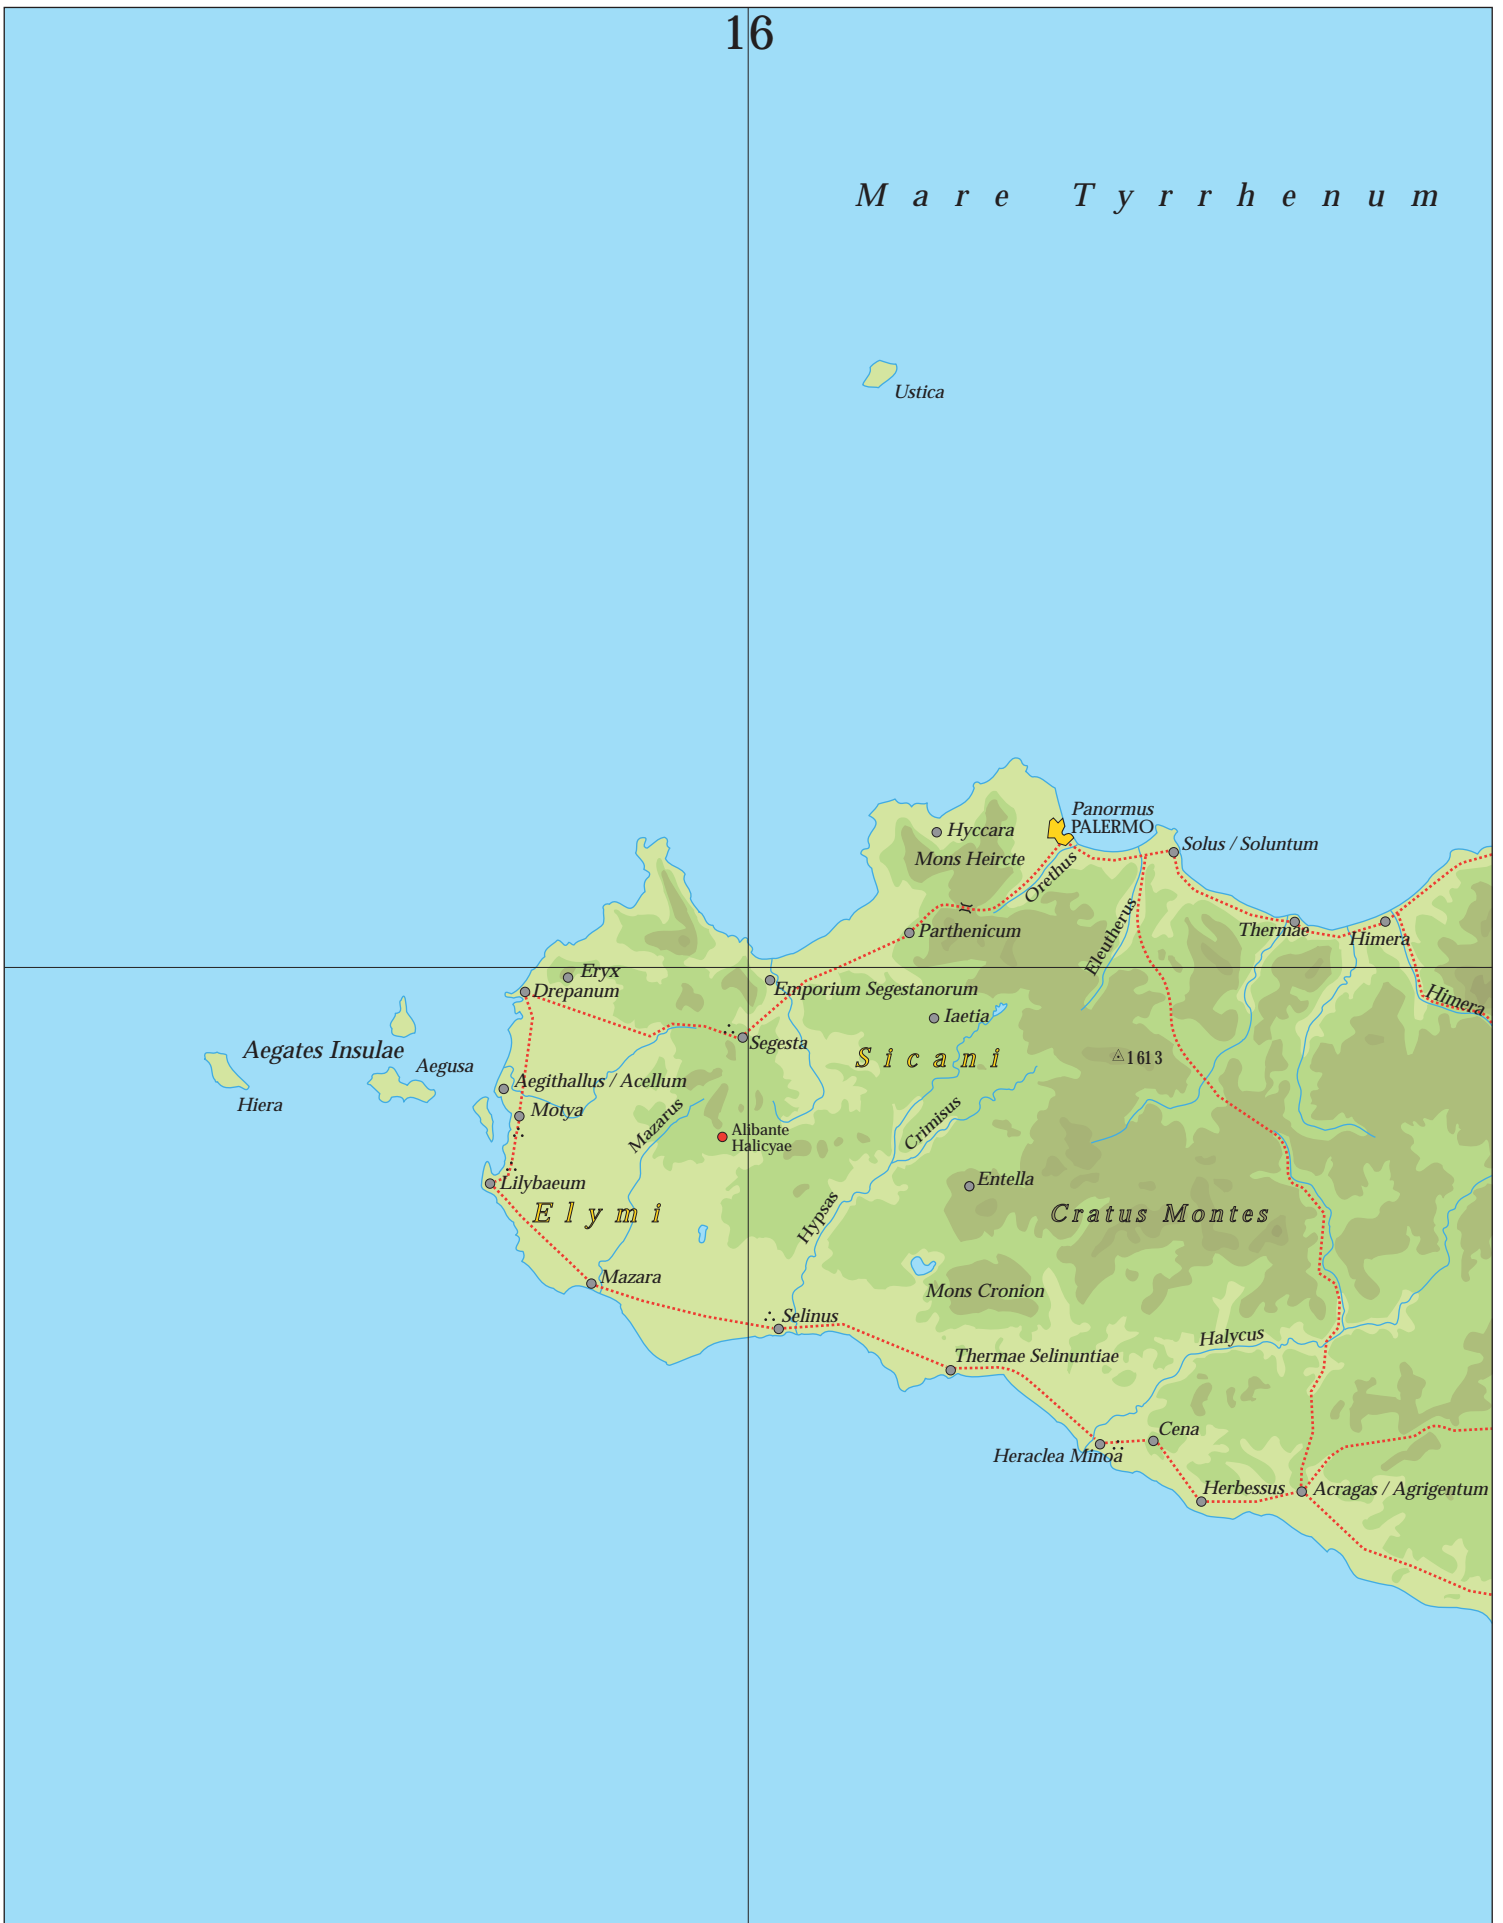 16
Mare Tyrrhenum
Ustica
Panormus
PALERMO
Hyccara
Solus / Soluntum
Mons Heircte
Orethus
Parthenicum
Eleutherus
Thermae
Himera
Eryx
Drepanum
Emporium Segestanorum
Himera
Iaetia
Segesta
Aegates Insulae
Sicani
1613
Aegusa
Aegithallus / Acellum
Hiera
Motya
Mazarus
Crimisus
Alibante
Halicyae
Entella
Lilybaeum
Elymi
Hypsas
Cratus Montes
Mazara
Mons Cronion
Selinus
Halycus
Thermae Selinuntiae
Cena
Heraclea Minoa
Herbessus
Acragas / Agrigentum